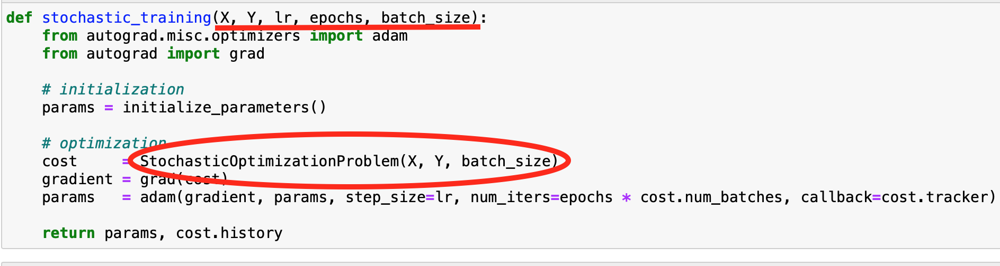 def stochastic_training(X, Y, lr, epochs, batch_size):
    from autograd.misc.optimizers import adam
    from autograd import grad

    # initialization
    params = initialize_parameters()

    # optimization
    cost     = StochasticOptimizationProblem(X, Y, batch_size)
    gradient = grad(cost)
    params   = adam(gradient, params, step_size=lr, num_iters=epochs * cost.num_batches, callback=cost.tracker)

    return params, cost.history